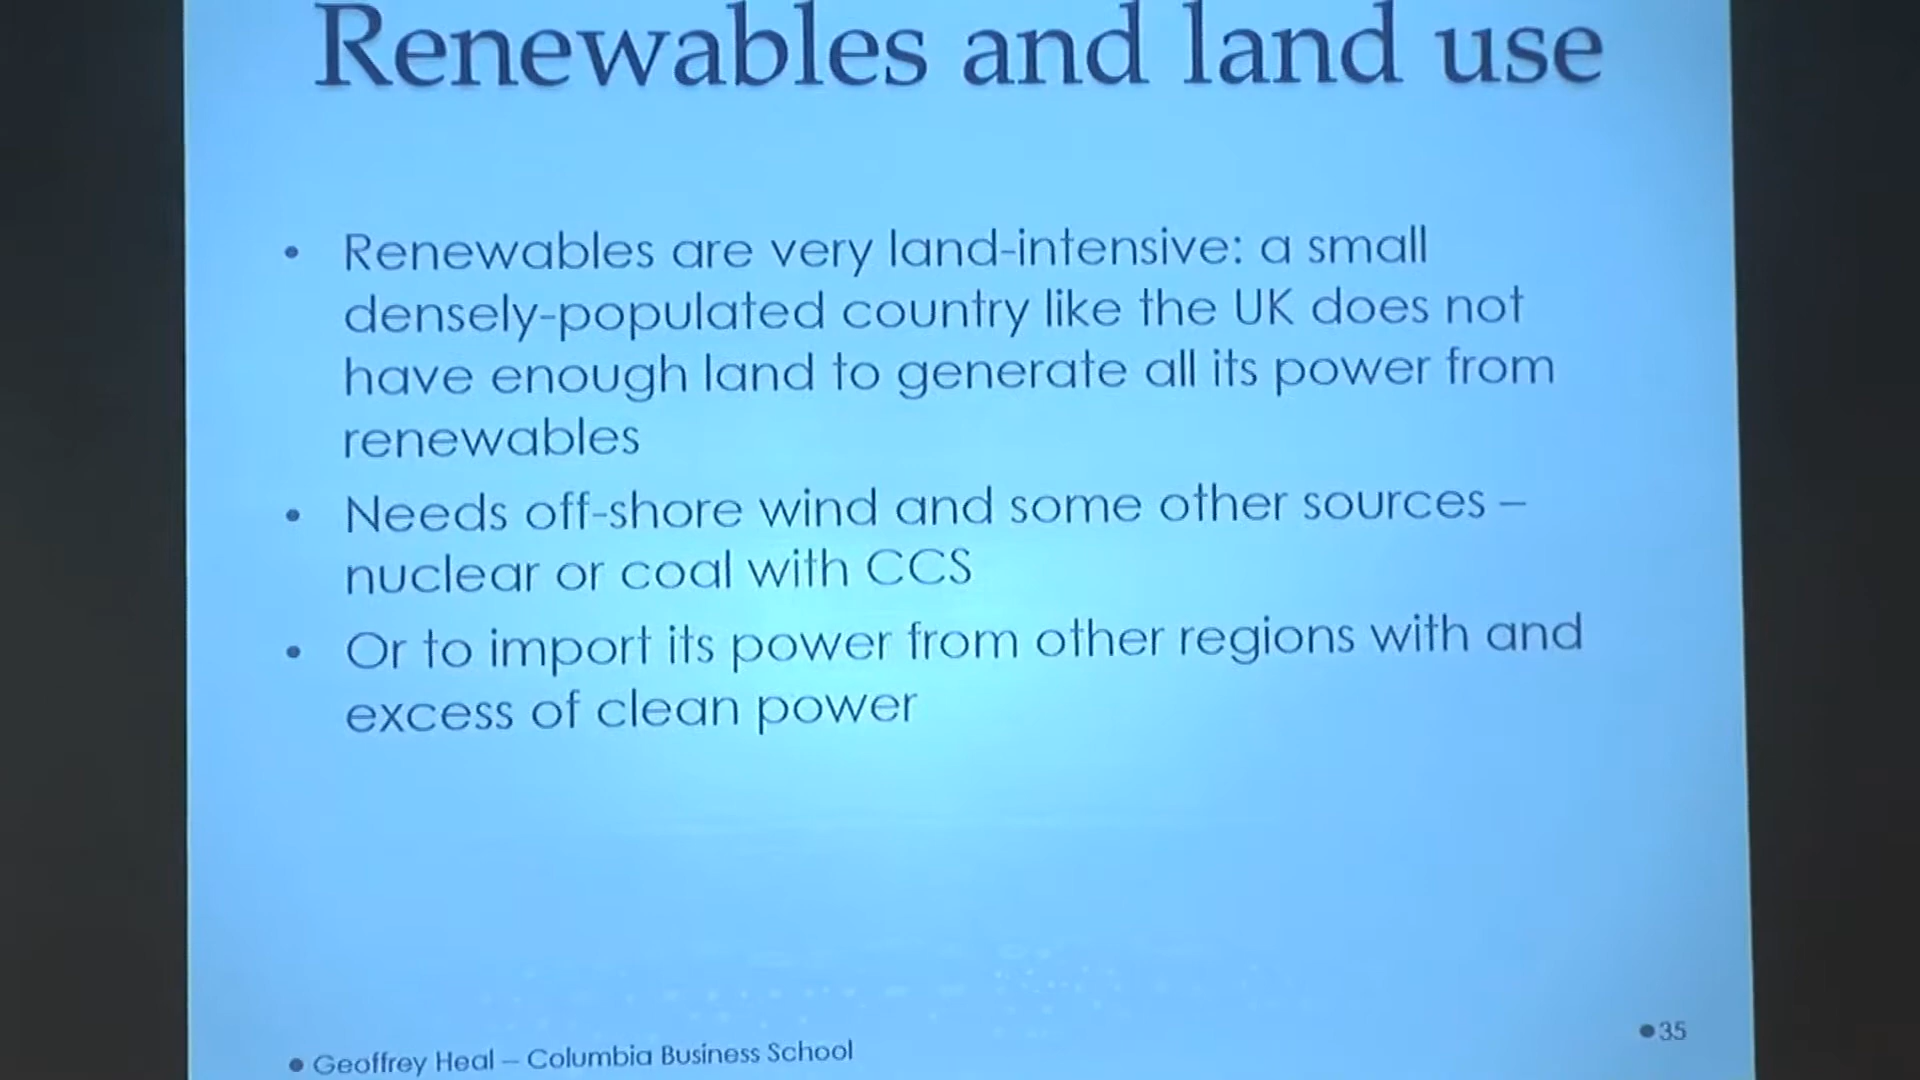 Renewables and land use
• Renewables are very land-intensive: a small
densely-populated country like the UK does not
have enough land to generate all its power from
renewables
• Needs off-shore wind and some other sources –
nuclear or coal with CCS
• Or to import its power from other regions with and
excess of clean power
• 35
• Geoffrey Heal – Columbia Business School